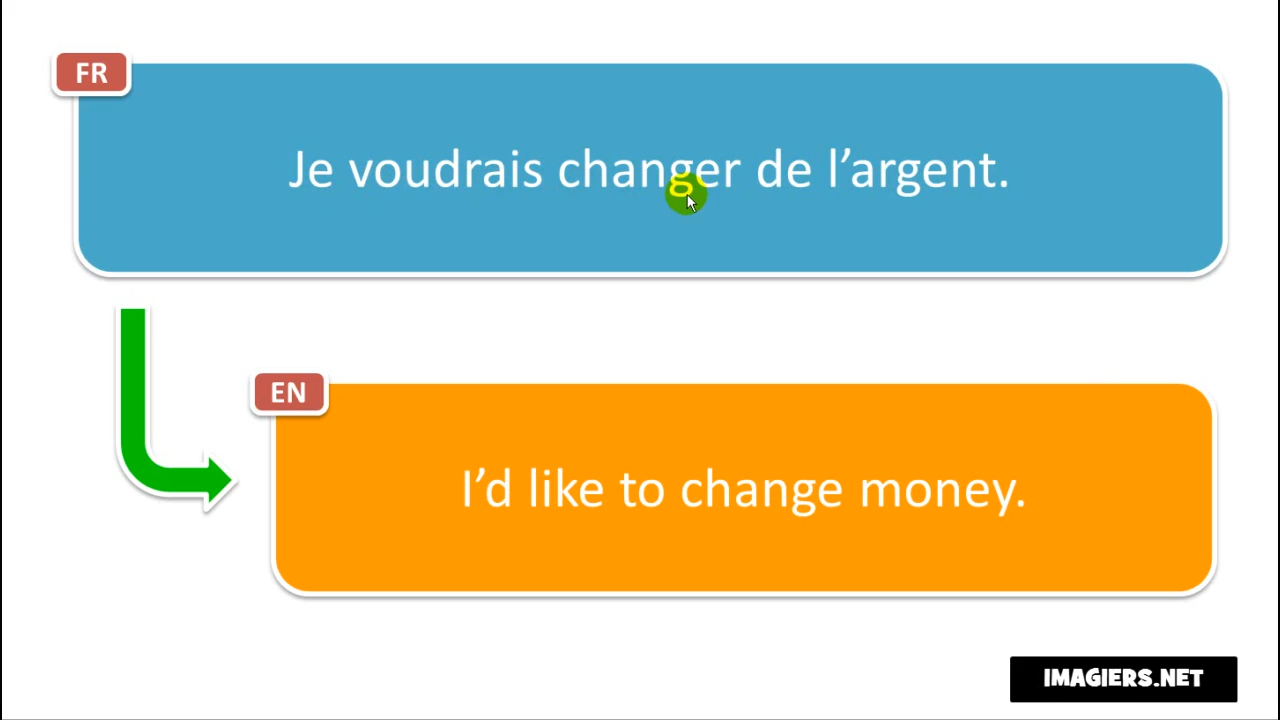 FR
Je voudrais changer de l’argent.
EN
I’d like to change money.
IMAGIERS.NET